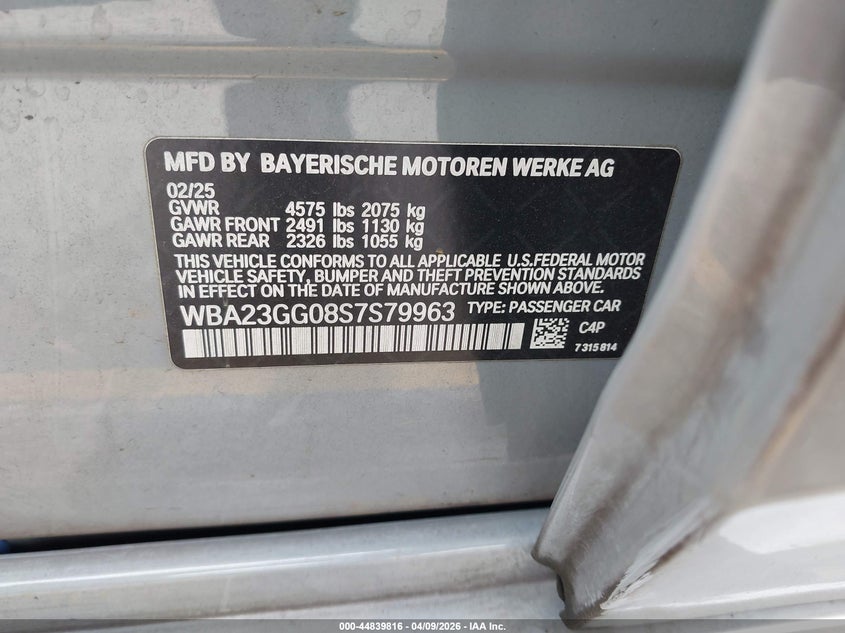 MFD BY BAYERISCHE MOTOREN WERKE AG
02/25
GVWR 4575 lbs 2075 kg
GAWR FRONT 2491 lbs 1130 kg
GAWR REAR 2326 lbs 1055 kg
THIS VEHICLE CONFORMS TO ALL APPLICABLE U.S.FEDERAL MOTOR
VEHICLE SAFETY, BUMPER AND THEFT PREVENTION STANDARDS
IN EFFECT ON THE DATE OF MANUFACTURE SHOWN ABOVE.
WBA23GG08S7S79963 TYPE: PASSENGER CAR
C4P
7315814
000-44839816 - 04/09/2026 - IAA Inc.